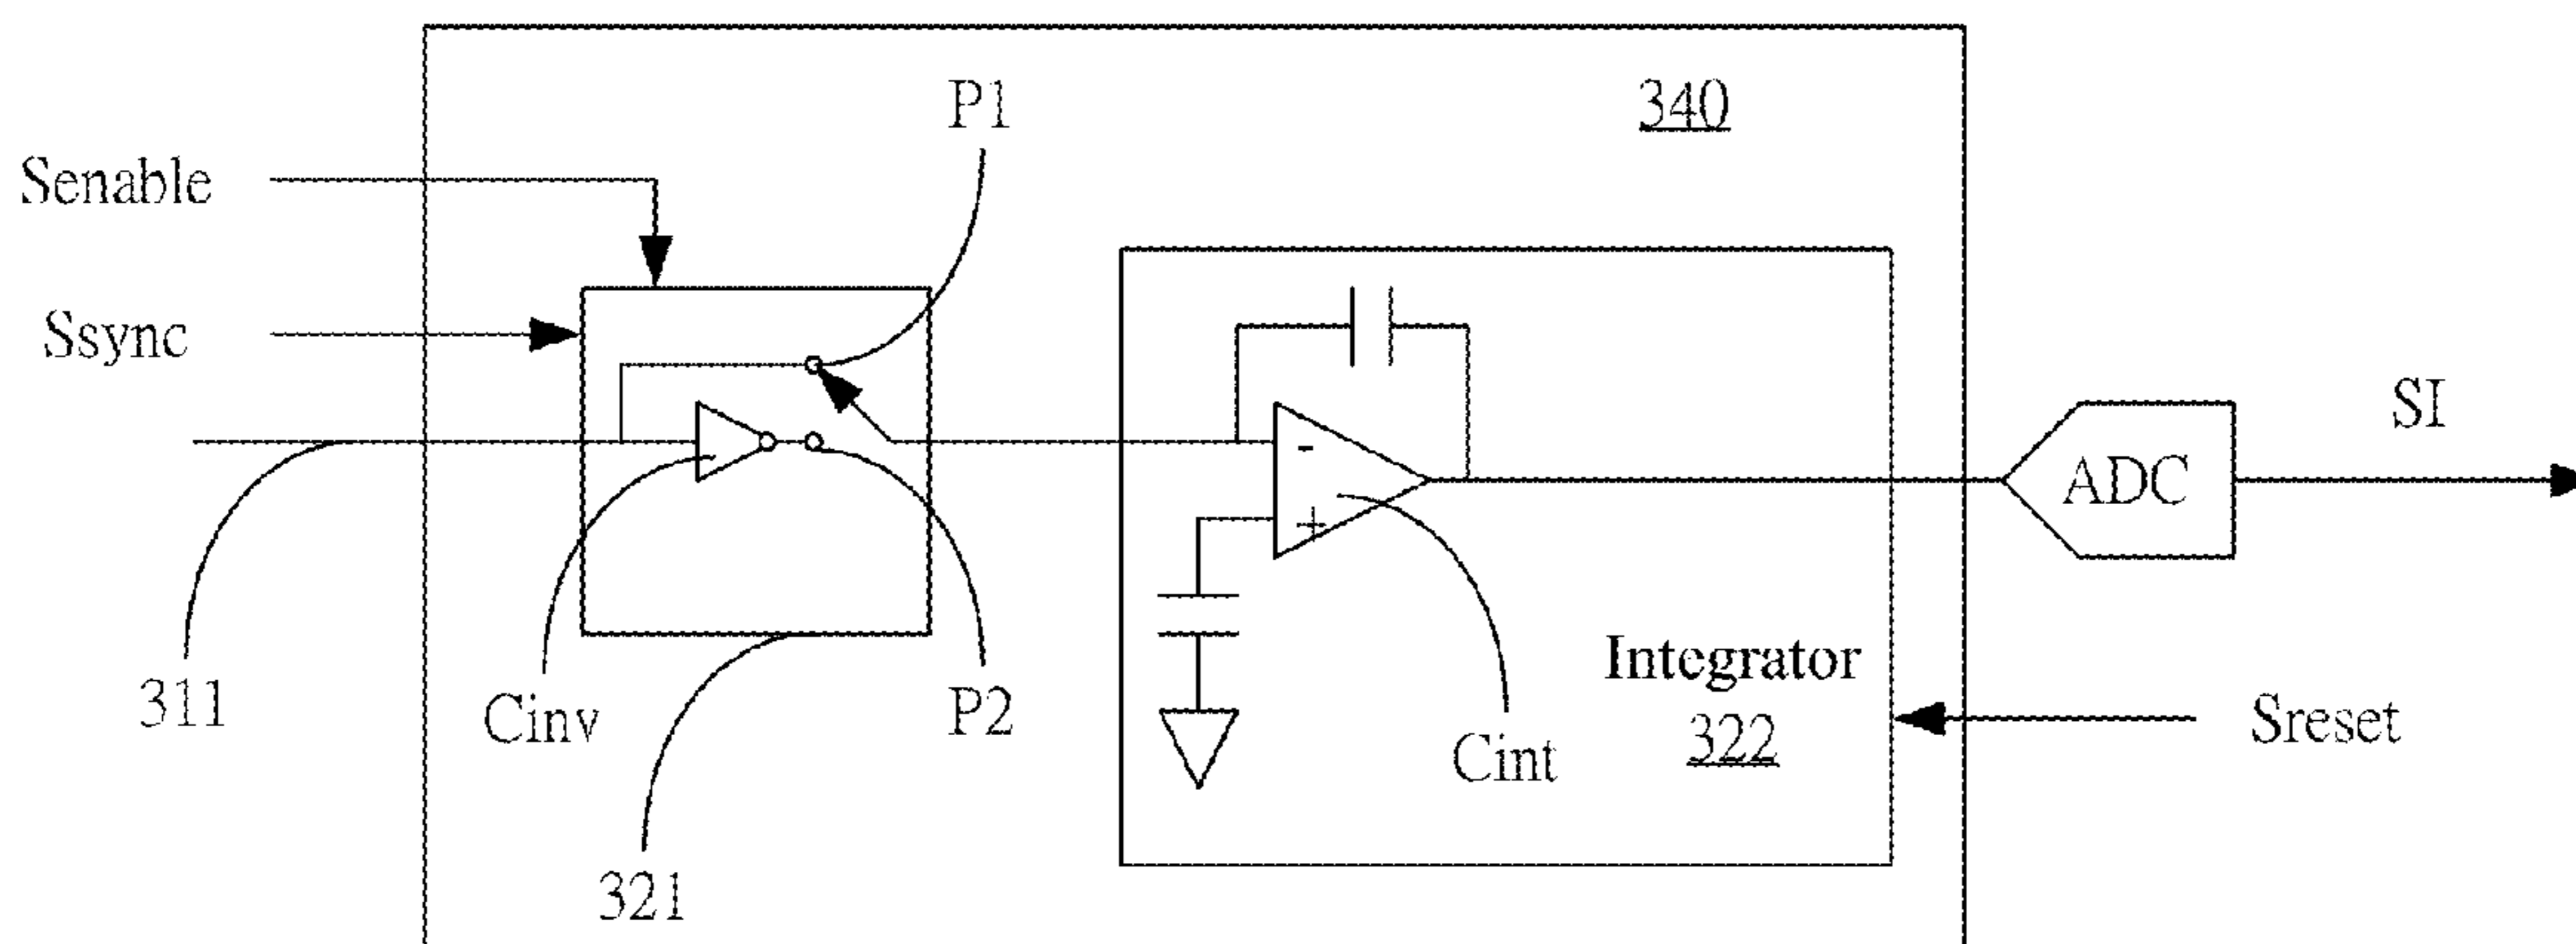 P1
340
Senable
Ssync
SI
-
ADC
+
Integrator
322
311
Cinv
P2
Cint
Sreset
321